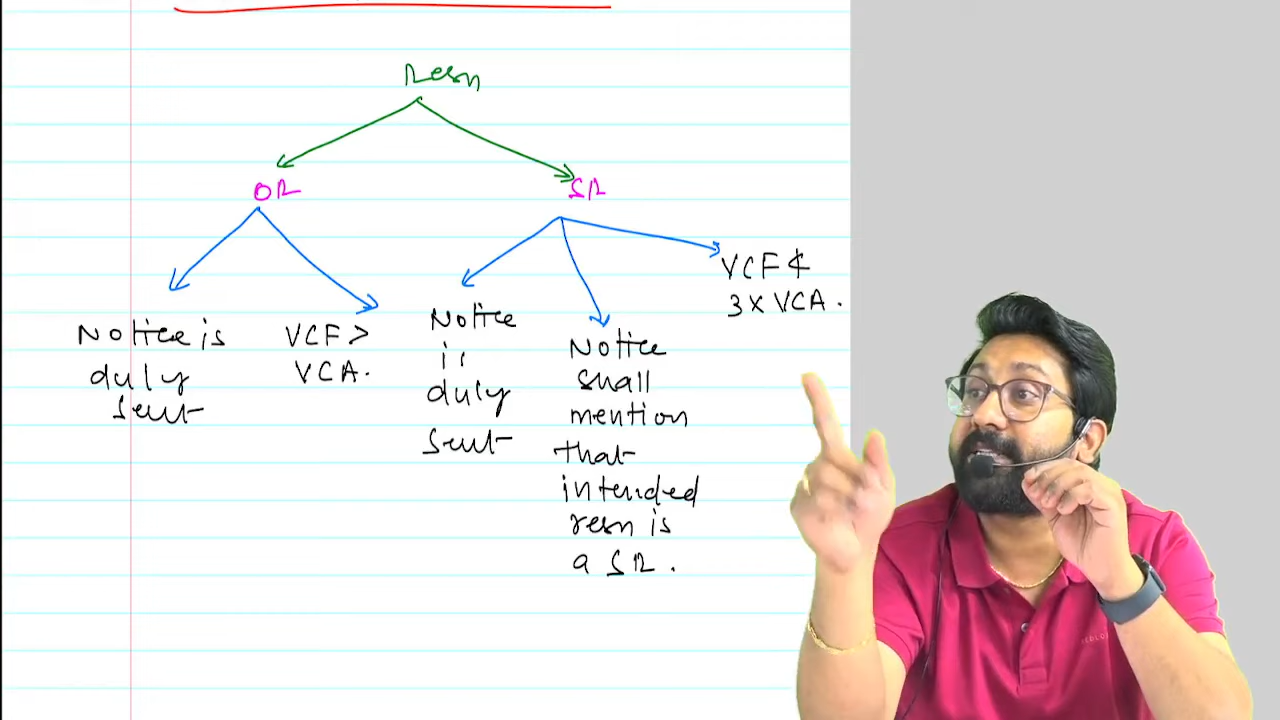 Resn
OR
SR
Notice is
duly
sent
VCF >
VCA.
Notice
is
duly
sent
Notice
shall
mention
that
intended
resn is
a SR.
VCF ≮
3 X VCA.